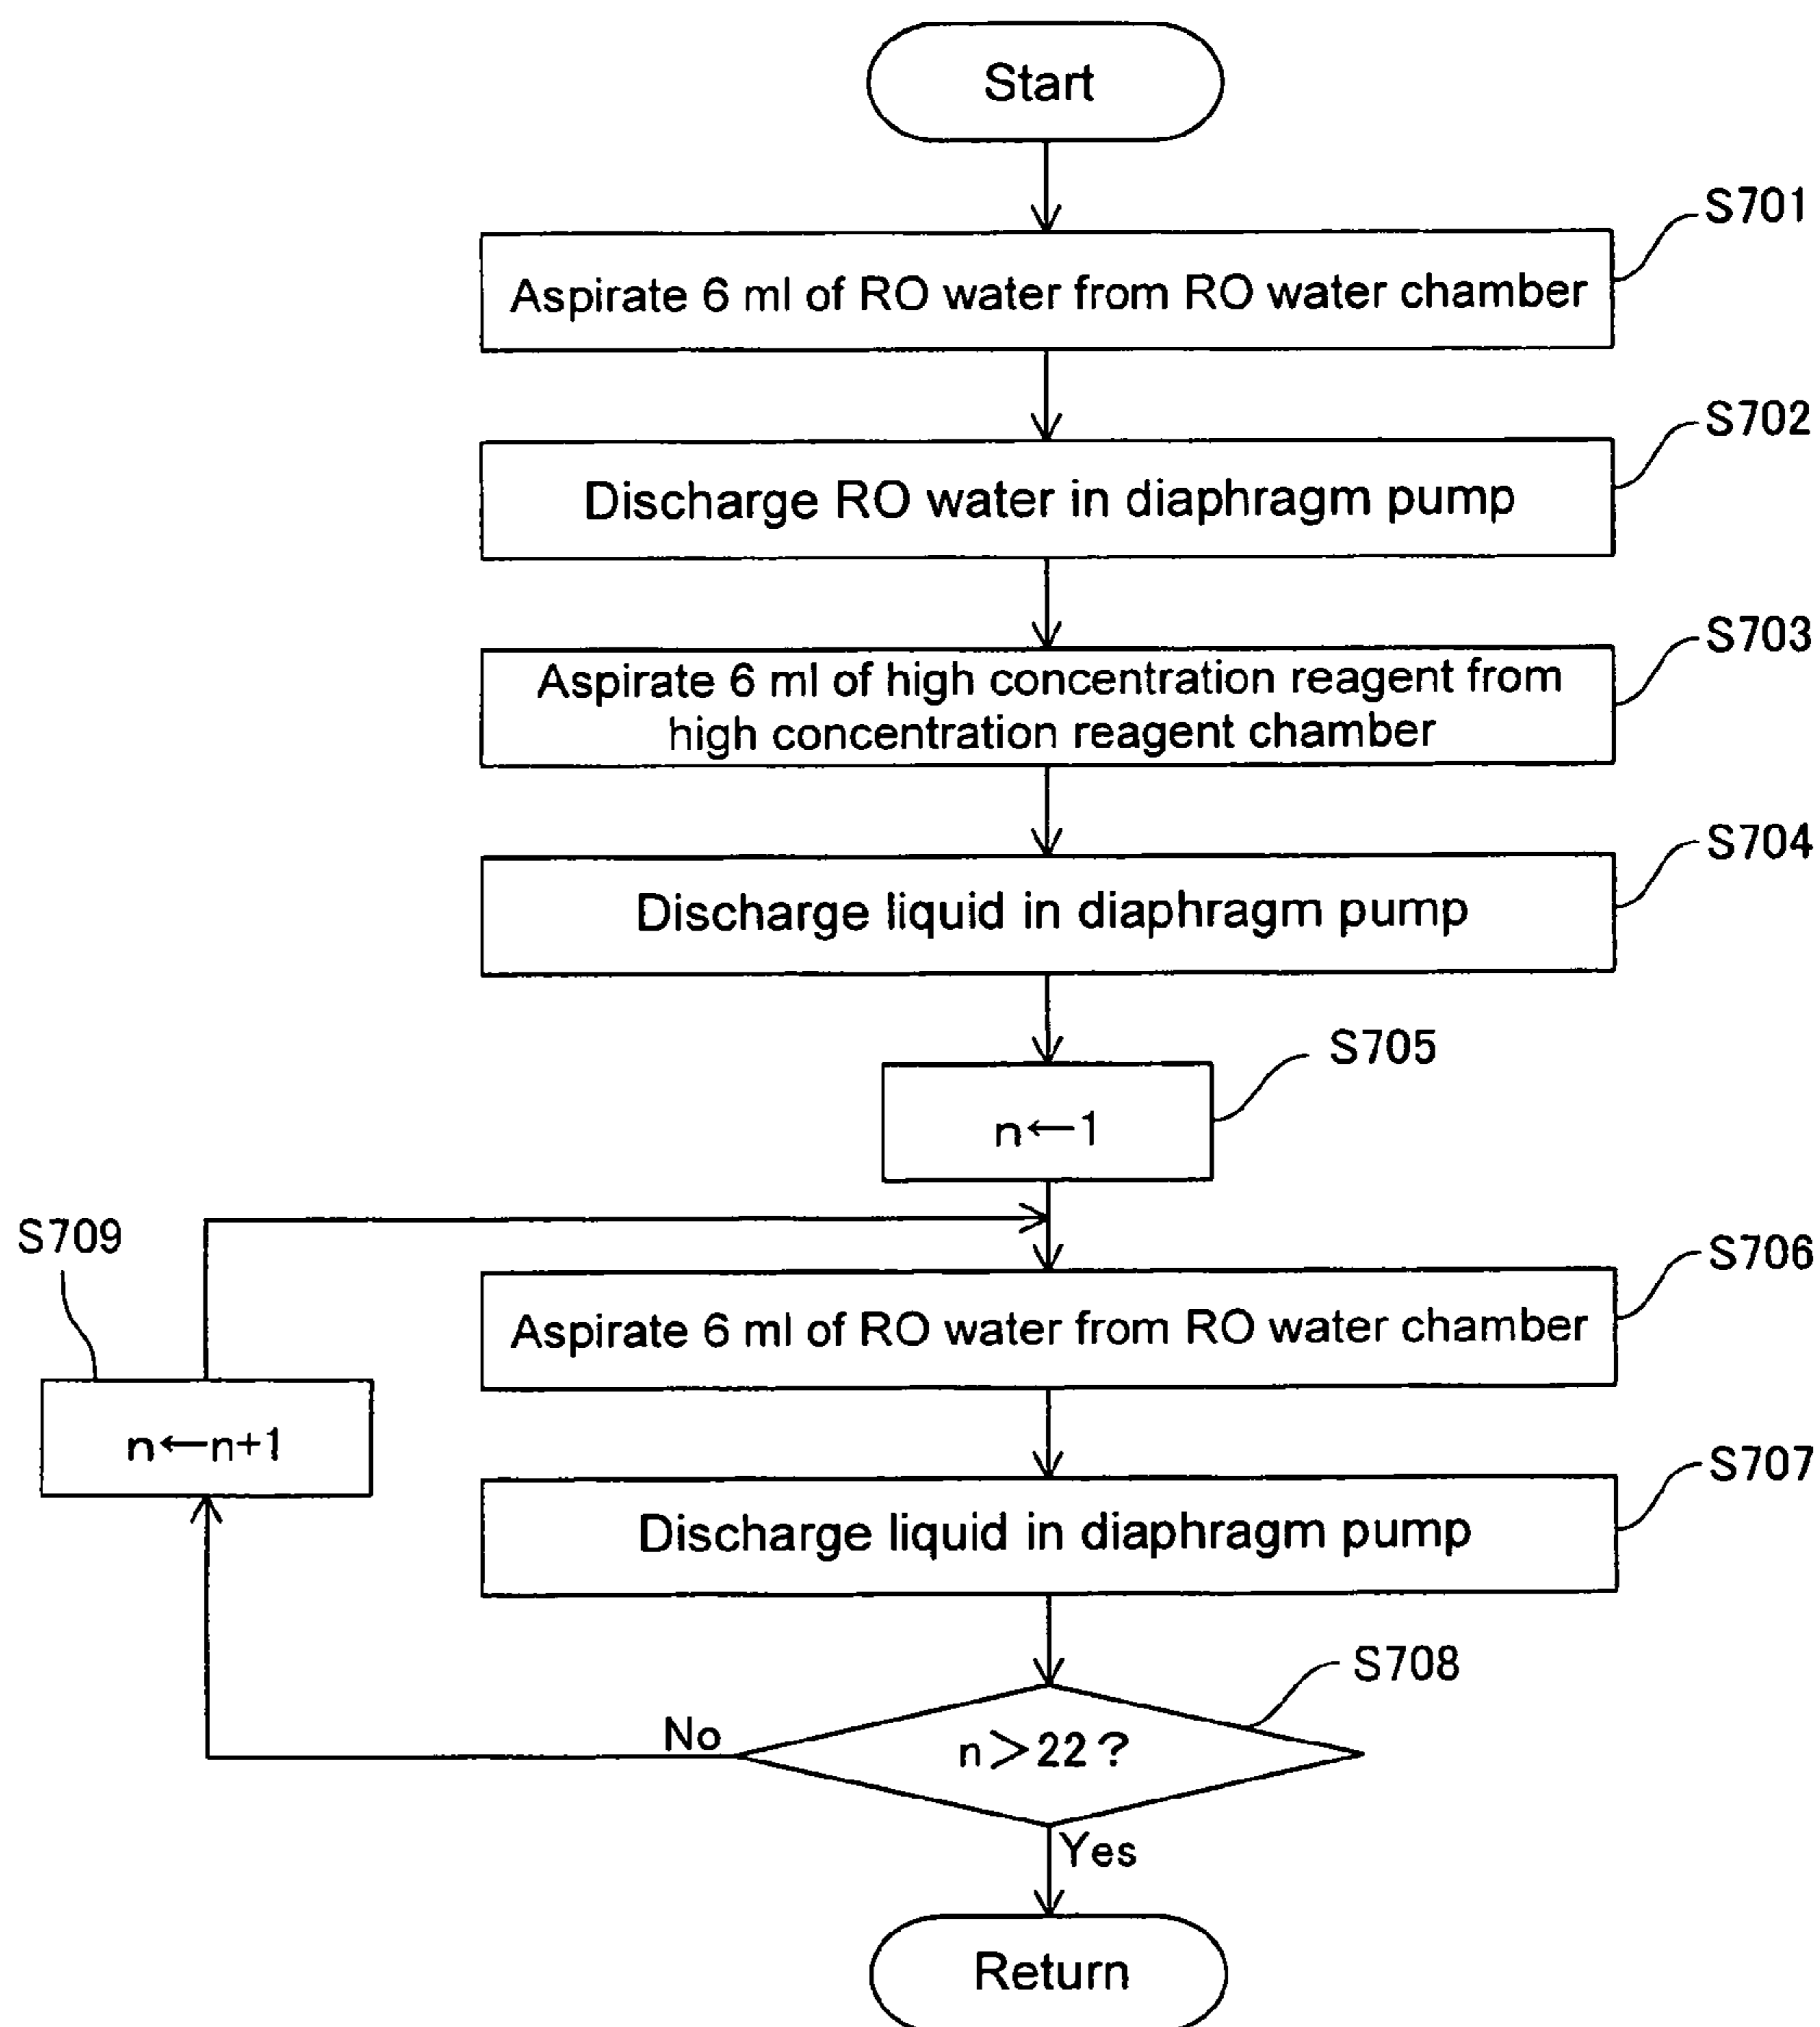 Start
S701
Aspirate 6 ml of RO water from RO water chamber
S702
Discharge RO water in diaphragm pump
S703
Aspirate 6 ml of high concentration reagent from
high concentration reagent chamber
S704
Discharge liquid in diaphragm pump
S705
n←1
S709
n←n+1
S706
Aspirate 6 ml of RO water from RO water chamber
S707
Discharge liquid in diaphragm pump
S708
n>22?
No
Yes
Return